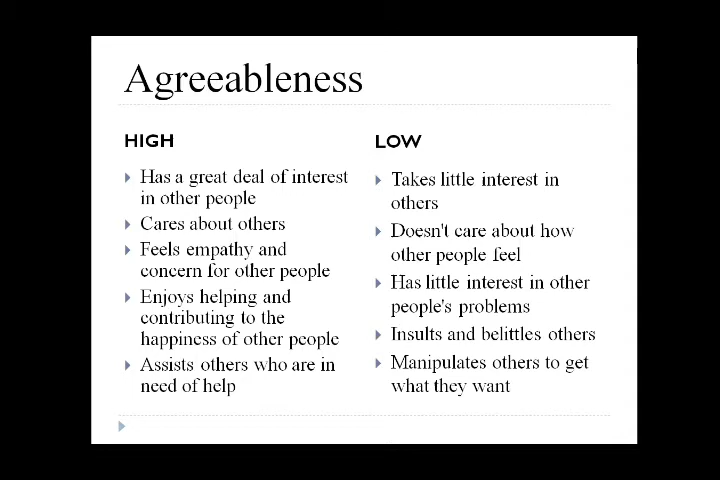 Agreeableness
HIGH
Has a great deal of interest
in other people
Cares about others
Feels empathy and
concern for other people
Enjoys helping and
contributing to the
happiness of other people
Assists others who are in
need of help
LOW
Takes little interest in
others
Doesn't care about how
other people feel
Has little interest in other
people's problems
Insults and belittles others
Manipulates others to get
what they want